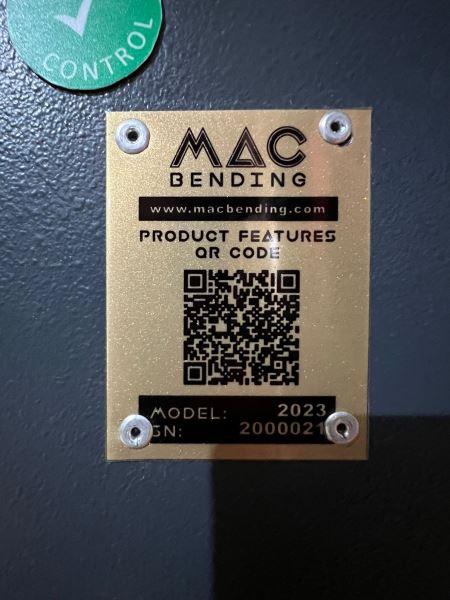 CONTROL
MAC
BENDING
www.macbending.com
PRODUCT FEATURES
QR CODE
MODEL: 2023
SN: 2000021